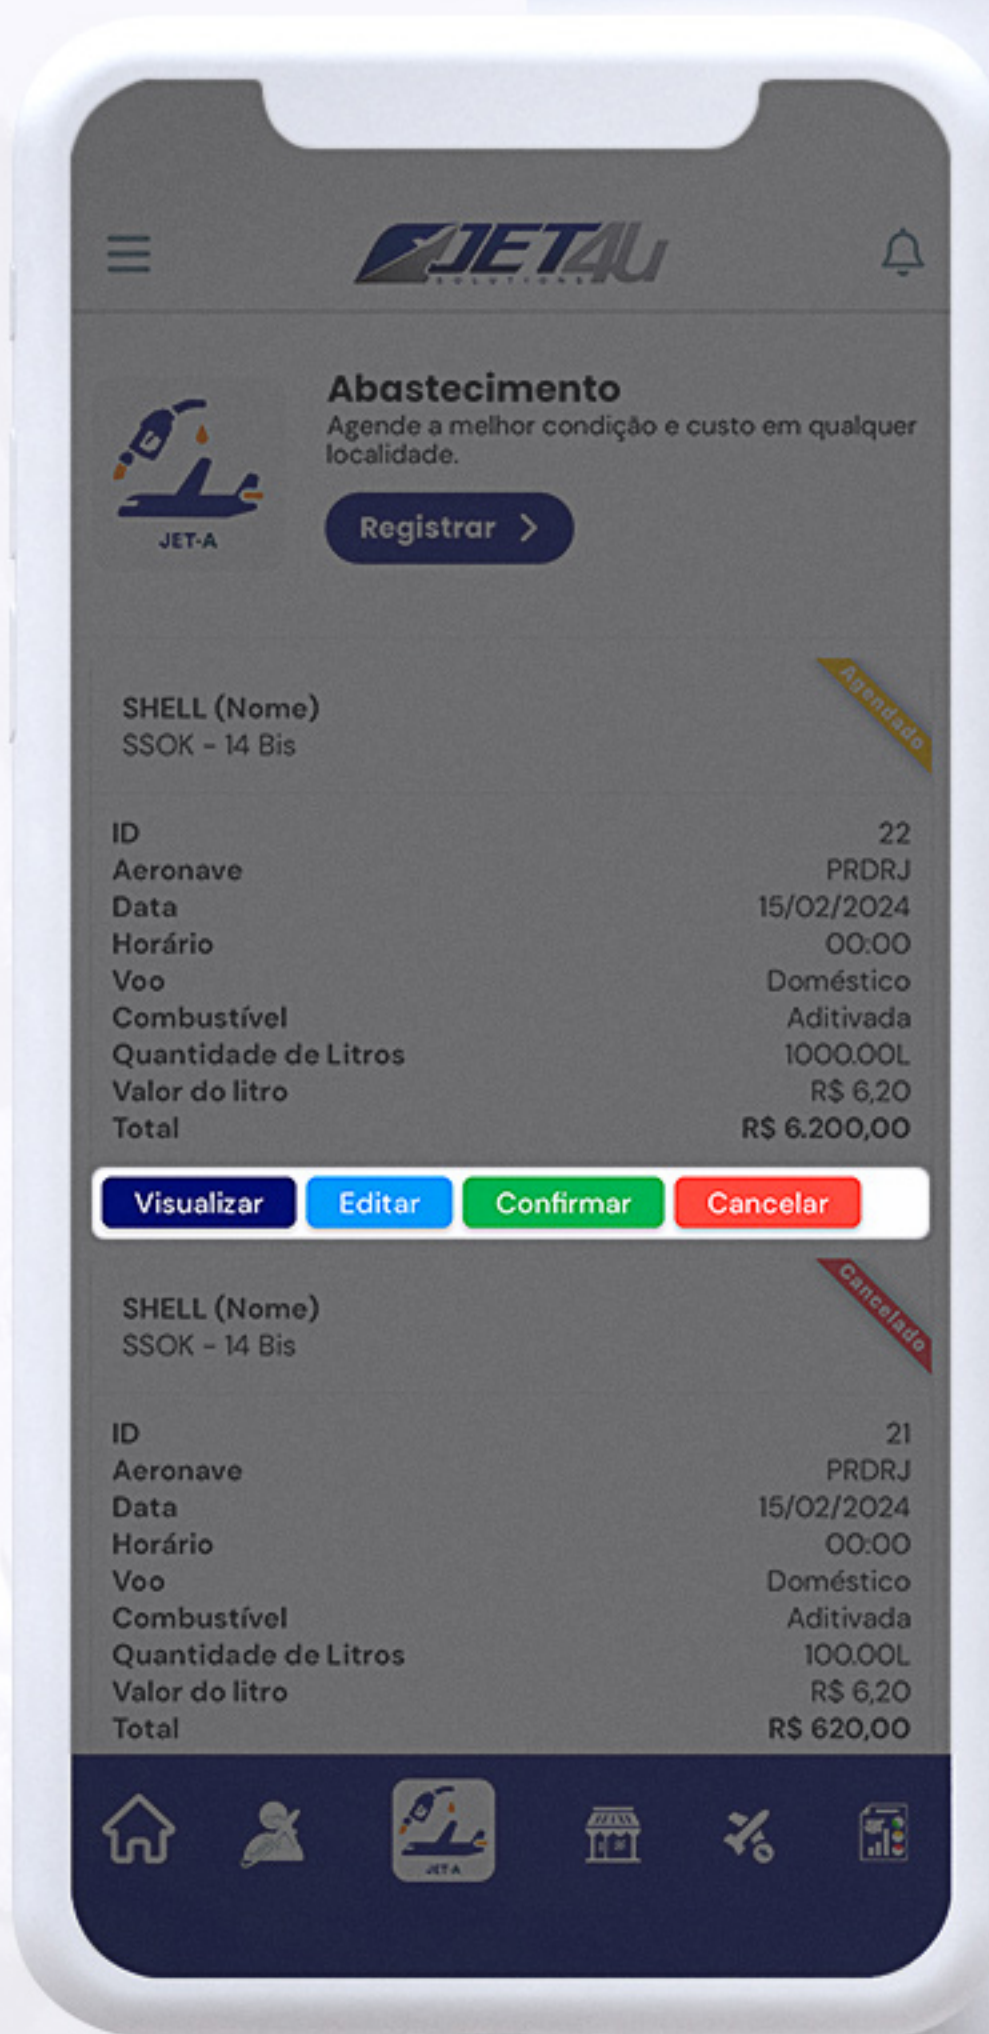 JET4U
SOLUTIONS
Abastecimento
Agende a melhor condição e custo em qualquer
localidade.
JET-A
Registrar
Agendado
SHELL (Nome)
SSOK - 14 Bis
ID 22
Aeronave PRDRJ
Data 15/02/2024
Horário 00:00
Voo Doméstico
Combustível Aditivada
Quantidade de Litros 1000.00L
Valor do litro R$ 6,20
Total R$ 6.200,00
Visualizar Editar Confirmar Cancelar
Cancelado
SHELL (Nome)
SSOK - 14 Bis
ID 21
Aeronave PRDRJ
Data 15/02/2024
Horário 00:00
Voo Doméstico
Combustível Aditivada
Quantidade de Litros 100.00L
Valor do litro R$ 6,20
Total R$ 620,00
JET-A